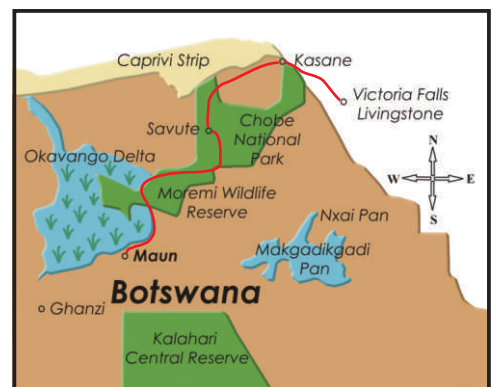 Caprivi Strip
Kasane
Victoria Falls
Livingstone
Savute
Chobe
National
Park
Okavango Delta
N
W
E
S
Moremi Wildlife
Reserve
Nxai Pan
Maun
Makgadikgadi
Pan
Botswana
Ghanzi
Kalahari
Central Reserve